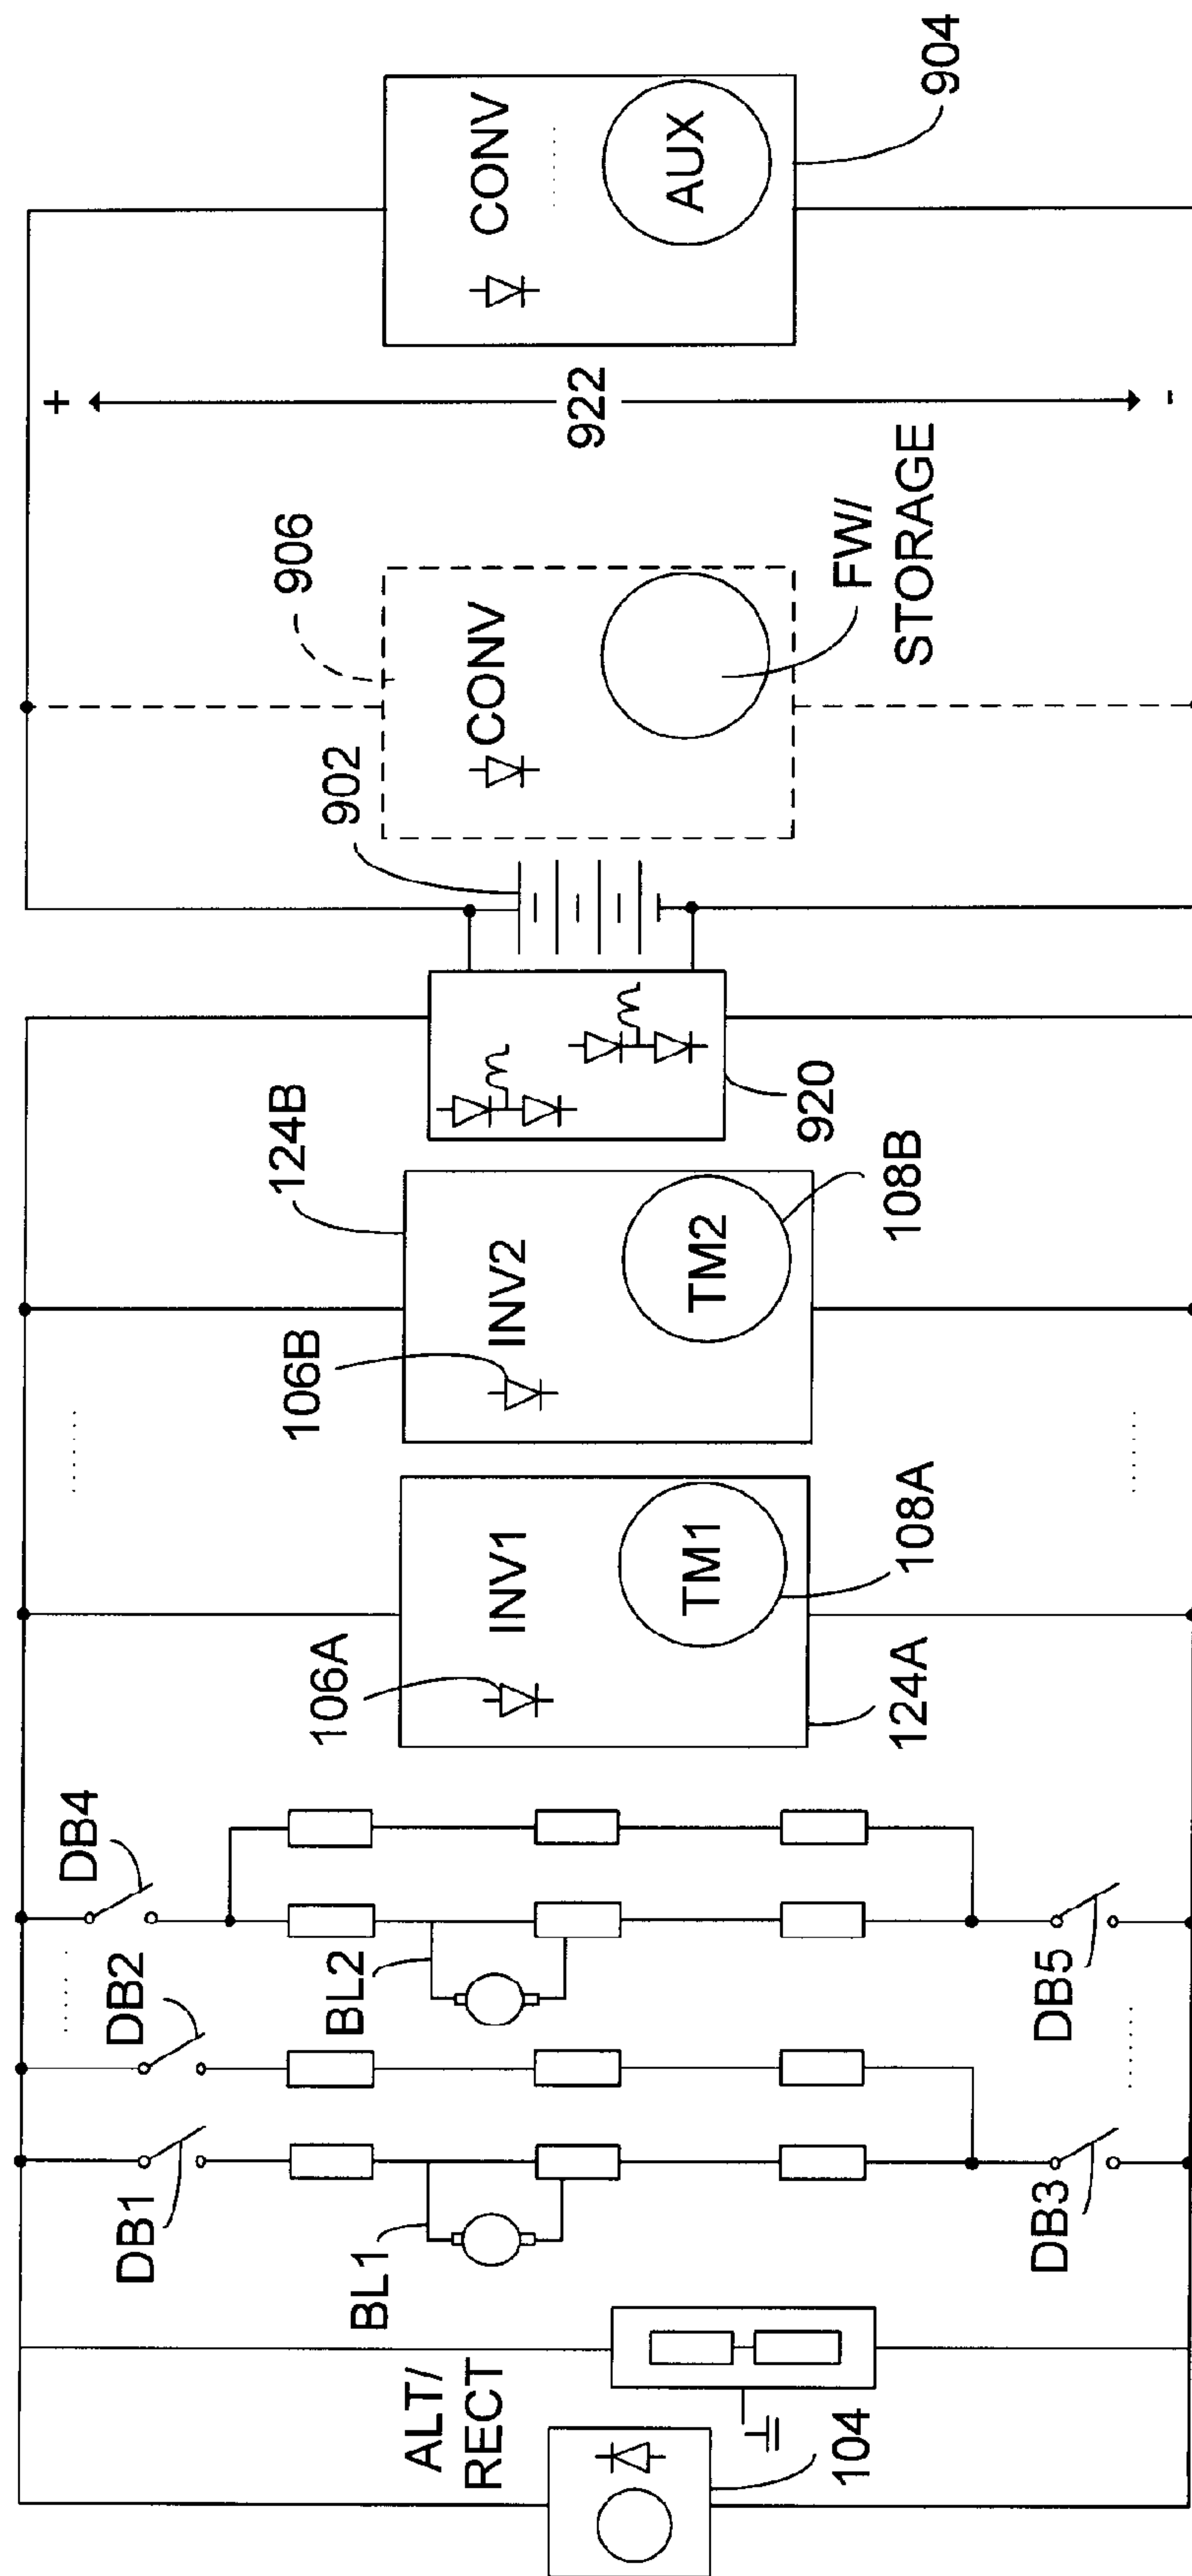 ALT/
RECT
104
DB1
DB2
DB4
BL1
BL2
DB3
DB5
106A
INV1
TM1
108A
124A
106B
124B
INV2
TM2
108B
920
902
906
CONV
FW/
STORAGE
+
922
-
CONV
AUX
904